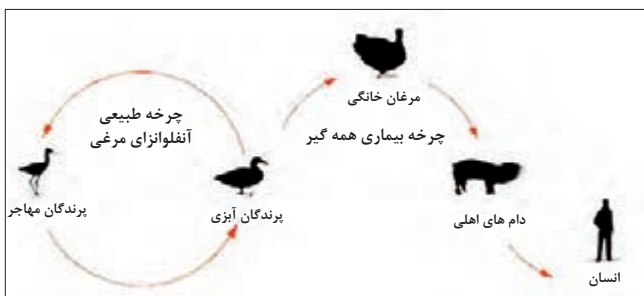 مرغان خانگی
چرخه طبیعی
آنفلوانزای مرغی
چرخه بیماری همه گیر
پرندگان مهاجر
پرندگان آبزی
دام های اهلی
انسان